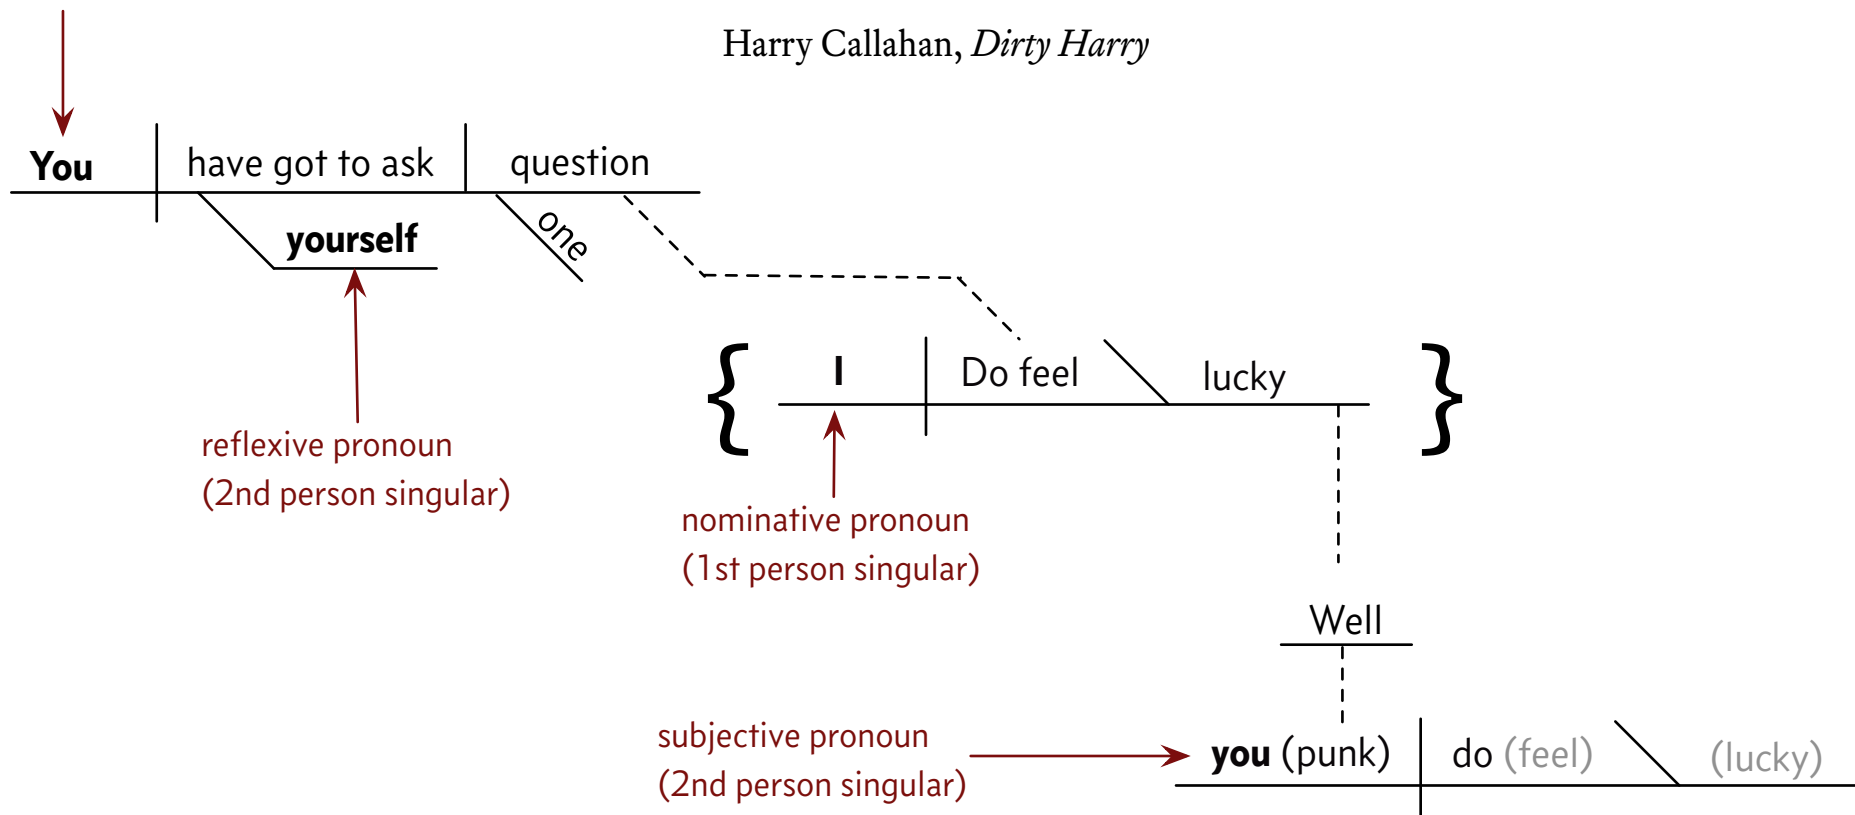 Harry Callahan, Dirty Harry
You have got to ask question
one
yourself
{ I Do feel lucky }
reflexive pronoun
(2nd person singular)
nominative pronoun
(1st person singular)
Well
subjective pronoun
(2nd person singular)
you (punk) do (feel) (lucky)